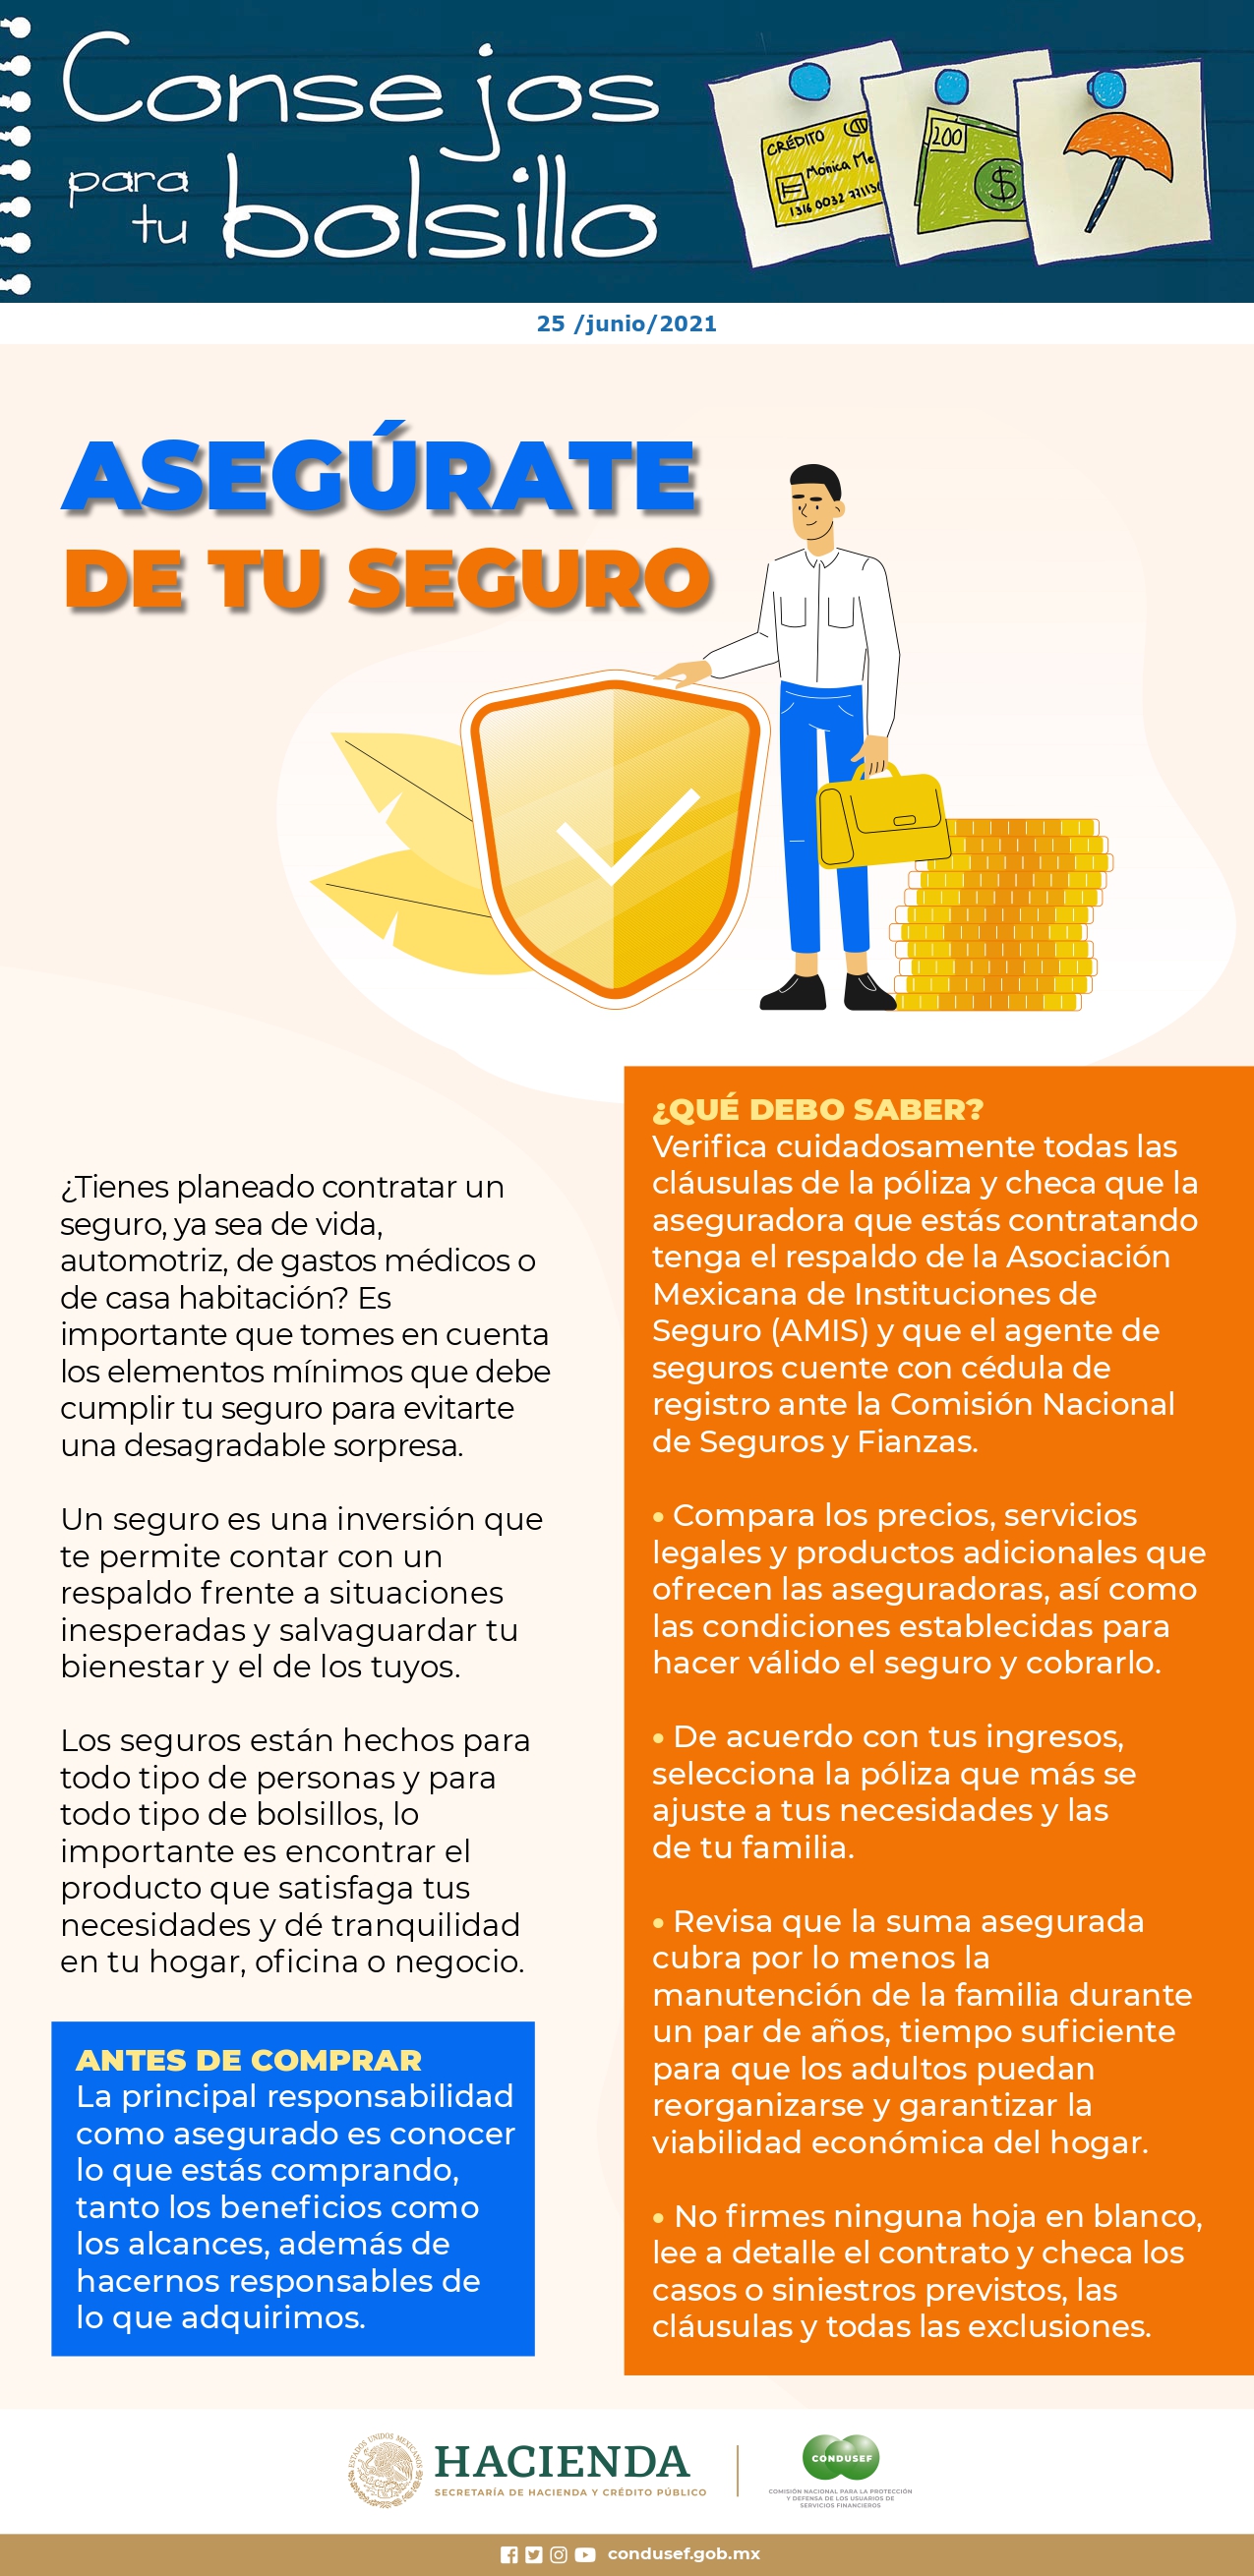 Consejos
para
tu bolsillo
CRÉDITO
Mónica Me
1316 0032 77113
200
$
25 /junio/2021
ASEGÚRATE
DE TU SEGURO
¿Tienes planeado contratar un
seguro, ya sea de vida,
automotriz, de gastos médicos o
de casa habitación? Es
importante que tomes en cuenta
los elementos mínimos que debe
cumplir tu seguro para evitarte
una desagradable sorpresa.
Un seguro es una inversión que
te permite contar con un
respaldo frente a situaciones
inesperadas y salvaguardar tu
bienestar y el de los tuyos.
Los seguros están hechos para
todo tipo de personas y para
todo tipo de bolsillos, lo
importante es encontrar el
producto que satisfaga tus
necesidades y dé tranquilidad
en tu hogar, oficina o negocio.
ANTES DE COMPRAR
La principal responsabilidad
como asegurado es conocer
lo que estás comprando,
tanto los beneficios como
los alcances, además de
hacernos responsables de
lo que adquirimos.
¿QUÉ DEBO SABER?
Verifica cuidadosamente todas las
cláusulas de la póliza y checa que la
aseguradora que estás contratando
tenga el respaldo de la Asociación
Mexicana de Instituciones de
Seguro (AMIS) y que el agente de
seguros cuente con cédula de
registro ante la Comisión Nacional
de Seguros y Fianzas.
• Compara los precios, servicios
legales y productos adicionales que
ofrecen las aseguradoras, así como
las condiciones establecidas para
hacer válido el seguro y cobrarlo.
• De acuerdo con tus ingresos,
selecciona la póliza que más se
ajuste a tus necesidades y las
de tu familia.
• Revisa que la suma asegurada
cubra por lo menos la
manutención de la familia durante
un par de años, tiempo suficiente
para que los adultos puedan
reorganizarse y garantizar la
viabilidad económica del hogar.
• No firmes ninguna hoja en blanco,
lee a detalle el contrato y checa los
casos o siniestros previstos, las
cláusulas y todas las exclusiones.
ESTADOS UNIDOS MEXICANOS
HACIENDA
SECRETARÍA DE HACIENDA Y CRÉDITO PÚBLICO
CONDUSEF
COMISIÓN NACIONAL PARA LA PROTECCIÓN
Y DEFENSA DE LOS USUARIOS DE
SERVICIOS FINANCIEROS
condusef.gob.mx